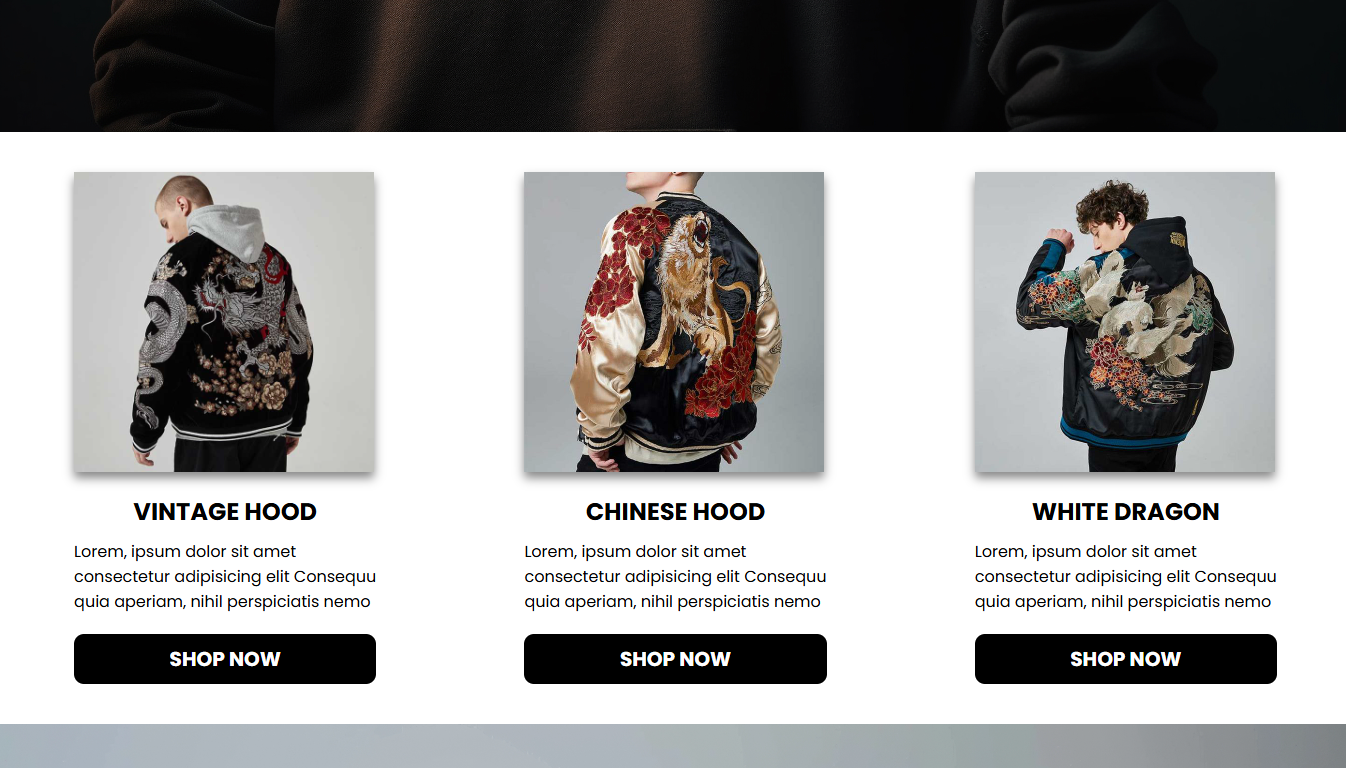 VINTAGE HOOD
Lorem, ipsum dolor sit amet
consectetur adipisicing elit Consequu
quia aperiam, nihil perspiciatis nemo
SHOP NOW
CHINESE HOOD
Lorem, ipsum dolor sit amet
consectetur adipisicing elit Consequu
quia aperiam, nihil perspiciatis nemo
SHOP NOW
WHITE DRAGON
Lorem, ipsum dolor sit amet
consectetur adipisicing elit Consequu
quia aperiam, nihil perspiciatis nemo
SHOP NOW